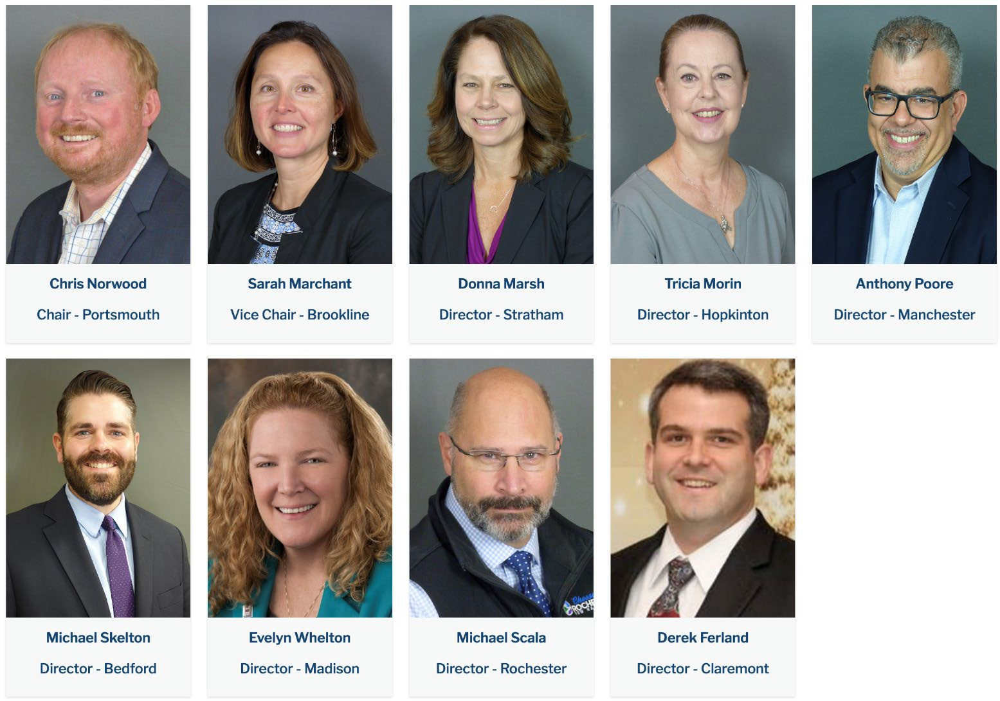 Chris Norwood
Chair - Portsmouth
Sarah Marchant
Vice Chair - Brookline
Donna Marsh
Director - Stratham
Tricia Morin
Director - Hopkinton
Anthony Poore
Director - Manchester
Michael Skelton
Director - Bedford
Evelyn Whelton
Director - Madison
Choose
Michael Scala
Director - Rochester
Derek Ferland
Director - Claremont